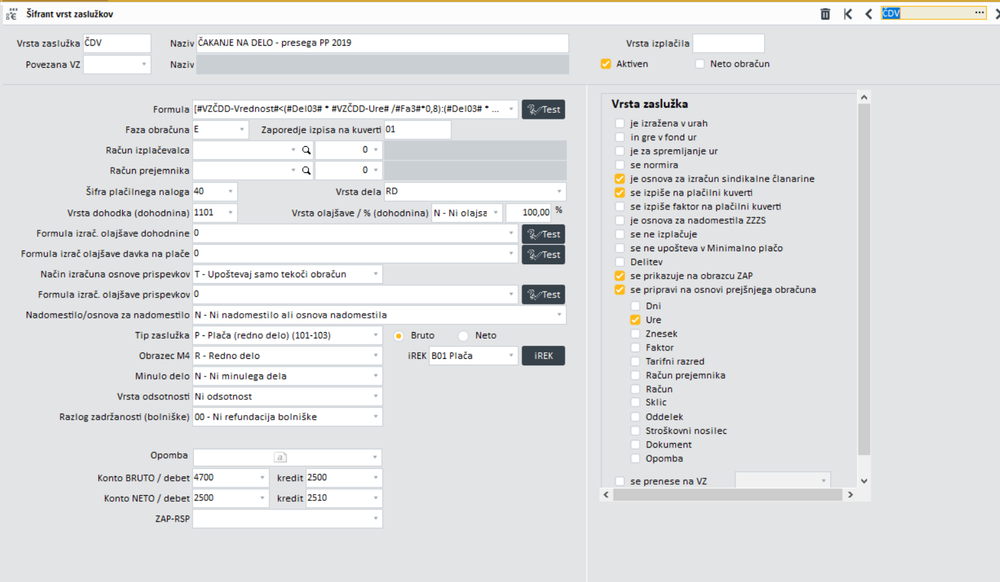 Šifrant vrst zaslužkov
ČDV ...
Vrsta zaslužka ČDV Naziv ČAKANJE NA DELO - presega PP 2019 Vrsta izplačila
Povezana VZ Naziv Aktiven Neto obračun
Formula [#VZČDD-Vrednost#<(#Del03# * #VZČDD-Ure# /#Fa3#*0,8):(#Del03# * ... Test
Faza obračuna E Zaporedje izpisa na kuverti 01
Račun izplačevalca 0
Račun prejemnika 0
Šifra plačilnega naloga 40 Vrsta dela RD
Vrsta dohodka (dohodnina) 1101 Vrsta olajšave / % (dohodnina) N - Ni olajsa 100,00 %
Formula izrač. olajšave dohodnine 0 Test
Formula izrač olajšave davka na plače 0 Test
Način izračuna osnove prispevkov T - Upoštevaj samo tekoči obračun
Formula izrač. olajšave prispevkov 0 Test
Nadomestilo/osnova za nadomestilo N - Ni nadomestilo ali osnova nadomestila
Tip zaslužka P - Plača (redno delo) (101-103) Bruto Neto
Obrazec M4 R - Redno delo iREK B01 Plača iREK
Minulo delo N - Ni minulega dela
Vrsta odsotnosti Ni odsotnost
Razlog zadržanosti (bolniške) 00 - Ni refundacija bolniške
Opomba a
Konto BRUTO / debet 4700 kredit 2500
Konto NETO / debet 2500 kredit 2510
ZAP-RSP
Vrsta zaslužka
je izražena v urah
in gre v fond ur
je za spremljanje ur
se normira
je osnova za izračun sindikalne članarine
se izpiše na plačilni kuverti
se izpiše faktor na plačilni kuverti
je osnova za nadomestila ZZZS
se ne izplačuje
se ne upošteva v Minimalno plačo
Delitev
se prikazuje na obrazcu ZAP
se pripravi na osnovi prejšnjega obračuna
Dni
Ure
Znesek
Faktor
Tarifni razred
Račun prejemnika
Račun
Sklic
Oddelek
Stroškovni nosilec
Dokument
Opomba
se prenese na VZ